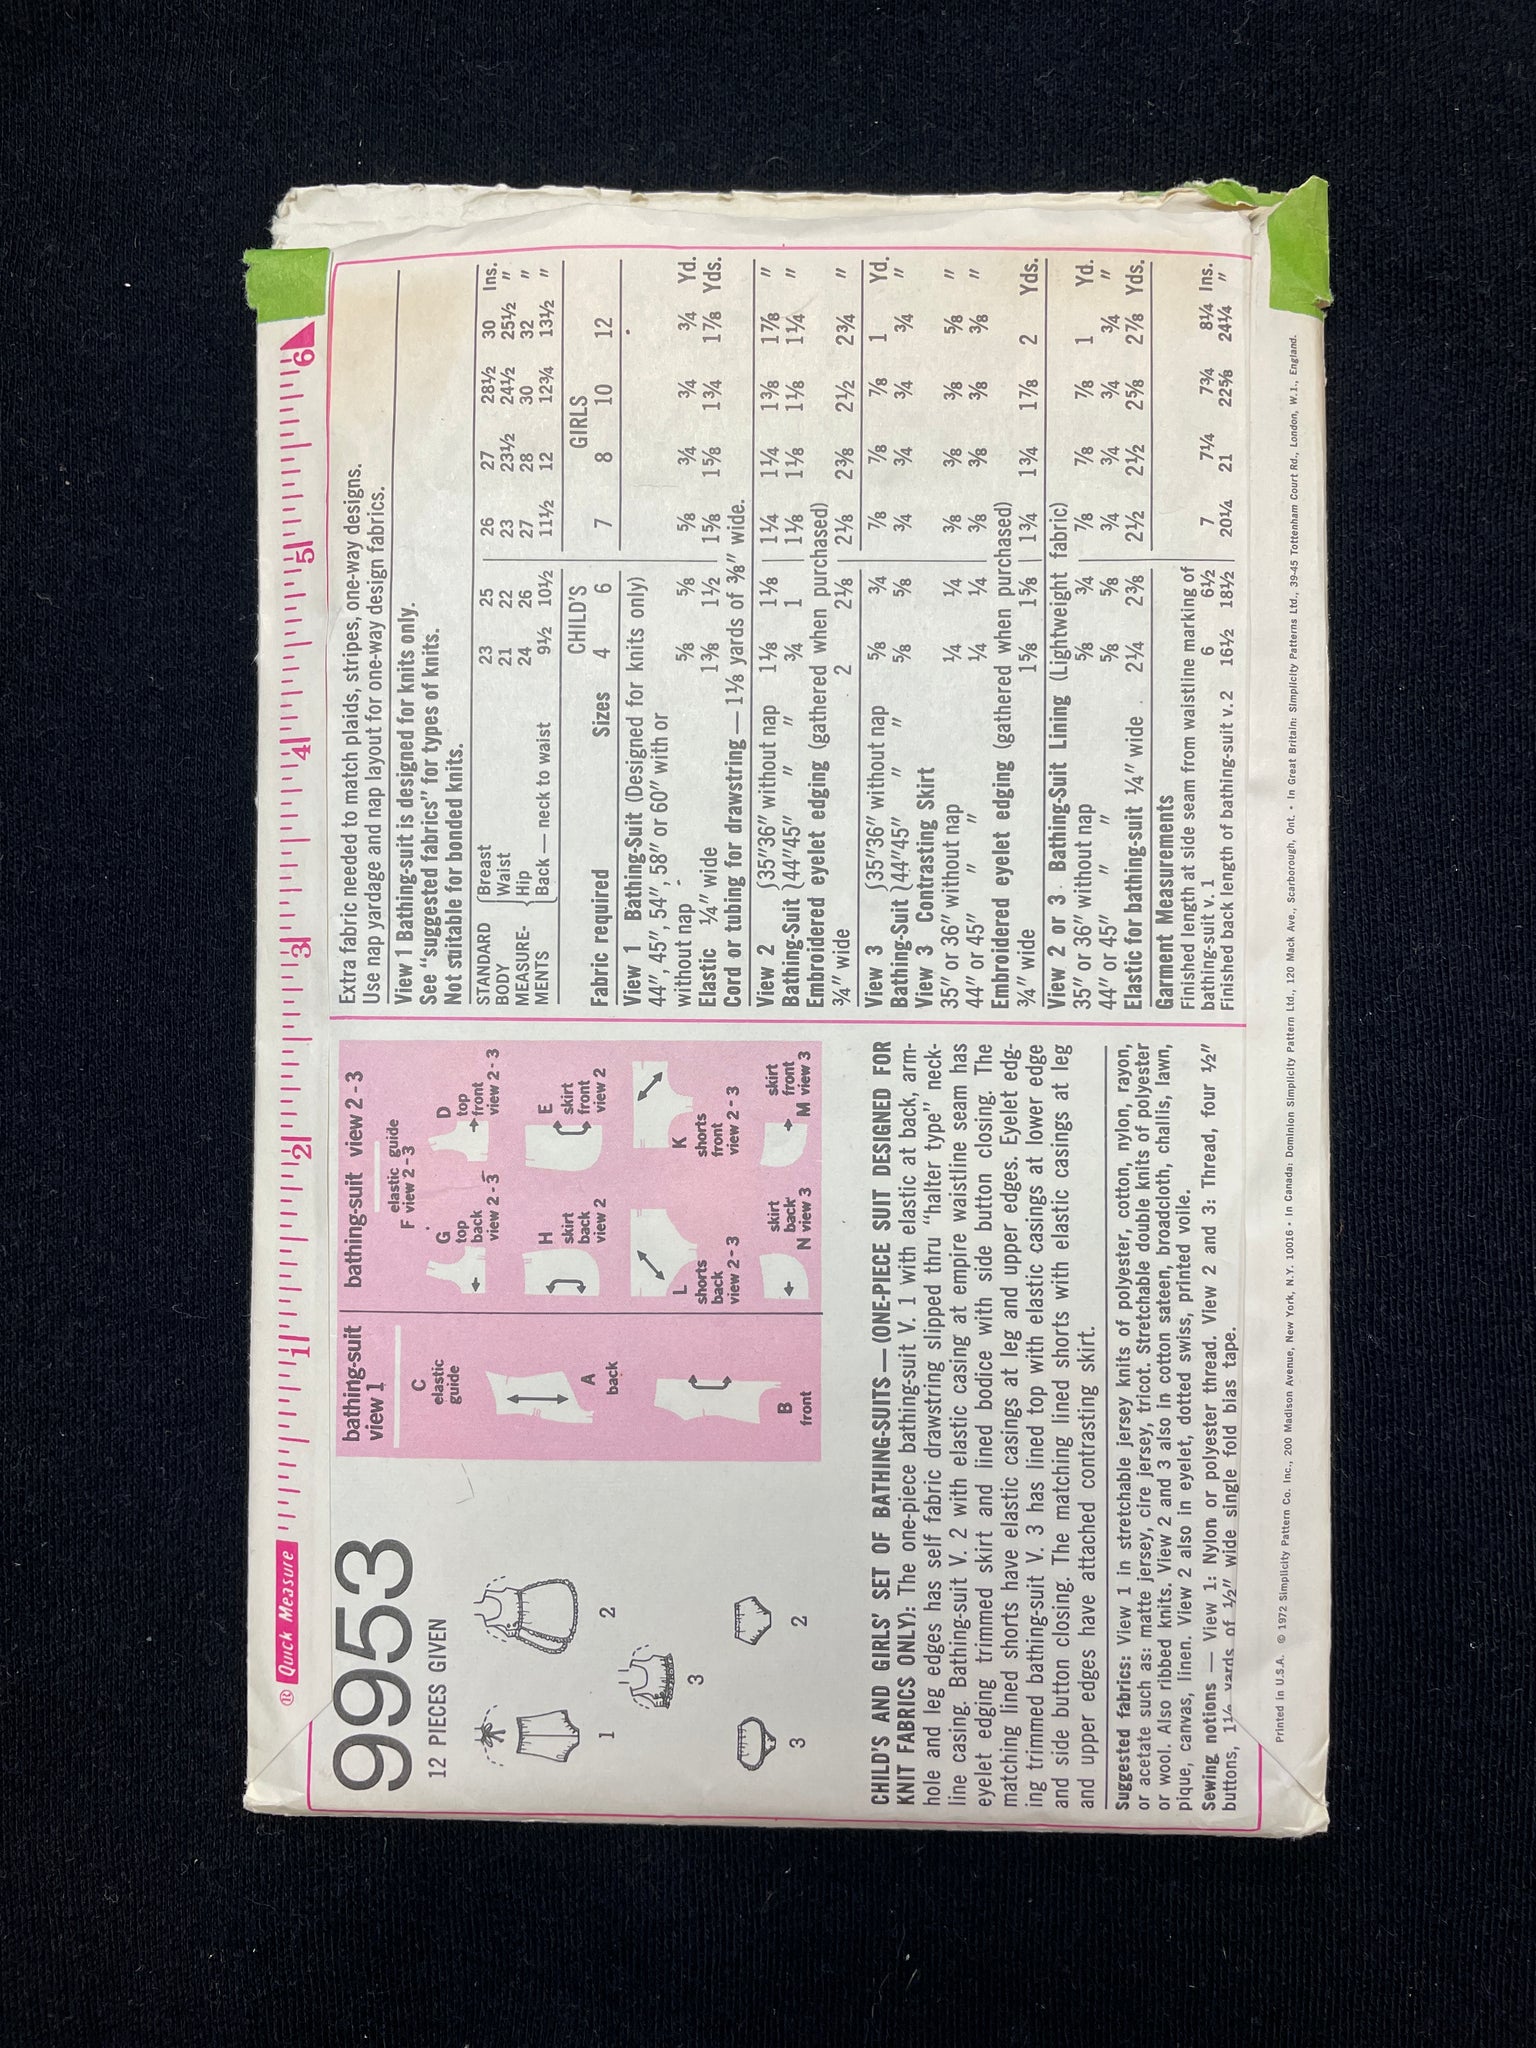 ® Quick Measure 1 2 3 4 5 6
9953
12 PIECES GIVEN
1
2
3
3
2
bathing-suit
view 1
C
elastic
guide
A
back
B
front
bathing-suit view 2-3
elastic guide
F view 2-3
G
top
back
view 2-3
D
top
front
view 2-3
H
skirt
back
view 2
E
skirt
front
view 2
L
shorts
back
view 2-3
K
shorts
front
view 2-3
skirt
back
N view 3
skirt
front
M view 3
CHILD'S AND GIRLS' SET OF BATHING-SUITS — (ONE-PIECE SUIT DESIGNED FOR
KNIT FABRICS ONLY): The one-piece bathing-suit V. 1 with elastic at back, arm-
hole and leg edges has self fabric drawstring slipped thru "halter type" neck-
line casing. Bathing-suit V. 2 with elastic casing at empire waistline seam has
eyelet edging trimmed skirt and lined bodice with side button closing. The
matching lined shorts have elastic casings at leg and upper edges. Eyelet edg-
ing trimmed bathing-suit V. 3 has lined top with elastic casings at lower edge
and side button closing. The matching lined shorts with elastic casings at leg
and upper edges have attached contrasting skirt.
Suggested fabrics: View 1 in stretchable jersey knits of polyester, cotton, nylon, rayon,
or acetate such as: matte jersey, cire jersey, tricot. Stretchable double knits of polyester
or wool. Also ribbed knits. View 2 and 3 also in cotton sateen, broadcloth, challis, lawn,
pique, canvas, linen. View 2 also in eyelet, dotted swiss, printed voile.
Sewing notions — View 1: Nylon or polyester thread. View 2 and 3: Thread, four ½"
buttons, yards of ½" wide single fold bias tape.
Extra fabric needed to match plaids, stripes, one-way designs.
Use nap yardage and nap layout for one-way design fabrics.
View 1 Bathing-suit is designed for knits only.
See "suggested fabrics" for types of knits.
Not suitable for bonded knits.
STANDARD { Breast 23 25 26 27 28½ 30 Ins.
BODY Waist 21 22 23 23½ 24½ 25½ "
MEASURE- Hip 24 26 27 28 30 32 "
MENTS Back — neck to waist 9½ 10½ 11½ 12 12¾ 13½ "
CHILD'S GIRLS
Fabric required Sizes 4 6 7 8 10 12
View 1 Bathing-Suit (Designed for knits only)
44", 45", 54", 58" or 60" with or
without nap ⅝ ⅝ ⅝ ¾ ¾ ¾ Yd.
Elastic ¼" wide 1⅜ 1½ 1⅝ 1⅝ 1¾ 1⅞ Yds.
Cord or tubing for drawstring — 1⅛ yards of ⅜" wide.
View 2 {35"36" without nap 1⅛ 1⅛ 1¼ 1¼ 1⅜ 1⅞ "
Bathing-Suit }44"45" " " ¾ 1 1⅛ 1⅛ 1⅛ 1¼ "
Embroidered eyelet edging (gathered when purchased)
¾" wide 2 2⅛ 2⅛ 2⅜ 2½ 2¾ "
View 3 {35"36" without nap ⅝ ¾ ⅞ ⅞ ⅞ 1 Yd.
Bathing-Suit }44"45" " " ⅝ ⅝ ¾ ¾ ¾ ¾ "
View 3 Contrasting Skirt
35" or 36" without nap ¼ ¼ ⅜ ⅜ ⅜ ⅝ "
44" or 45" " " ¼ ¼ ⅜ ⅜ ⅜ ⅜ "
Embroidered eyelet edging (gathered when purchased)
¾" wide 1⅝ 1⅝ 1¾ 1¾ 1⅞ 2 Yds.
View 2 or 3 Bathing-Suit Lining (Lightweight fabric)
35" or 36" without nap ⅝ ¾ ⅞ ⅞ ⅞ 1 Yd.
44" or 45" " " ⅝ ⅝ ¾ ¾ ¾ ¾ "
Elastic for bathing-suit ¼" wide 2¼ 2⅜ 2½ 2½ 2⅝ 2⅞ Yds.
Garment Measurements
Finished length at side seam from waistline marking of
bathing-suit v. 1 6 6½ 7 7¼ 7¾ 8¼ Ins.
Finished back length of bathing-suit v. 2 16½ 18½ 20¼ 21 22⅝ 24¼ "
Printed in U.S.A. © 1972 Simplicity Pattern Co. Inc., 200 Madison Avenue, New York, N.Y. 10016 • In Canada: Dominion Simplicity Pattern Ltd., 120 Mack Ave., Scarborough, Ont. • In Great Britain: Simplicity Patterns Ltd., 39-45 Tottenham Court Rd., London, W.1., England.